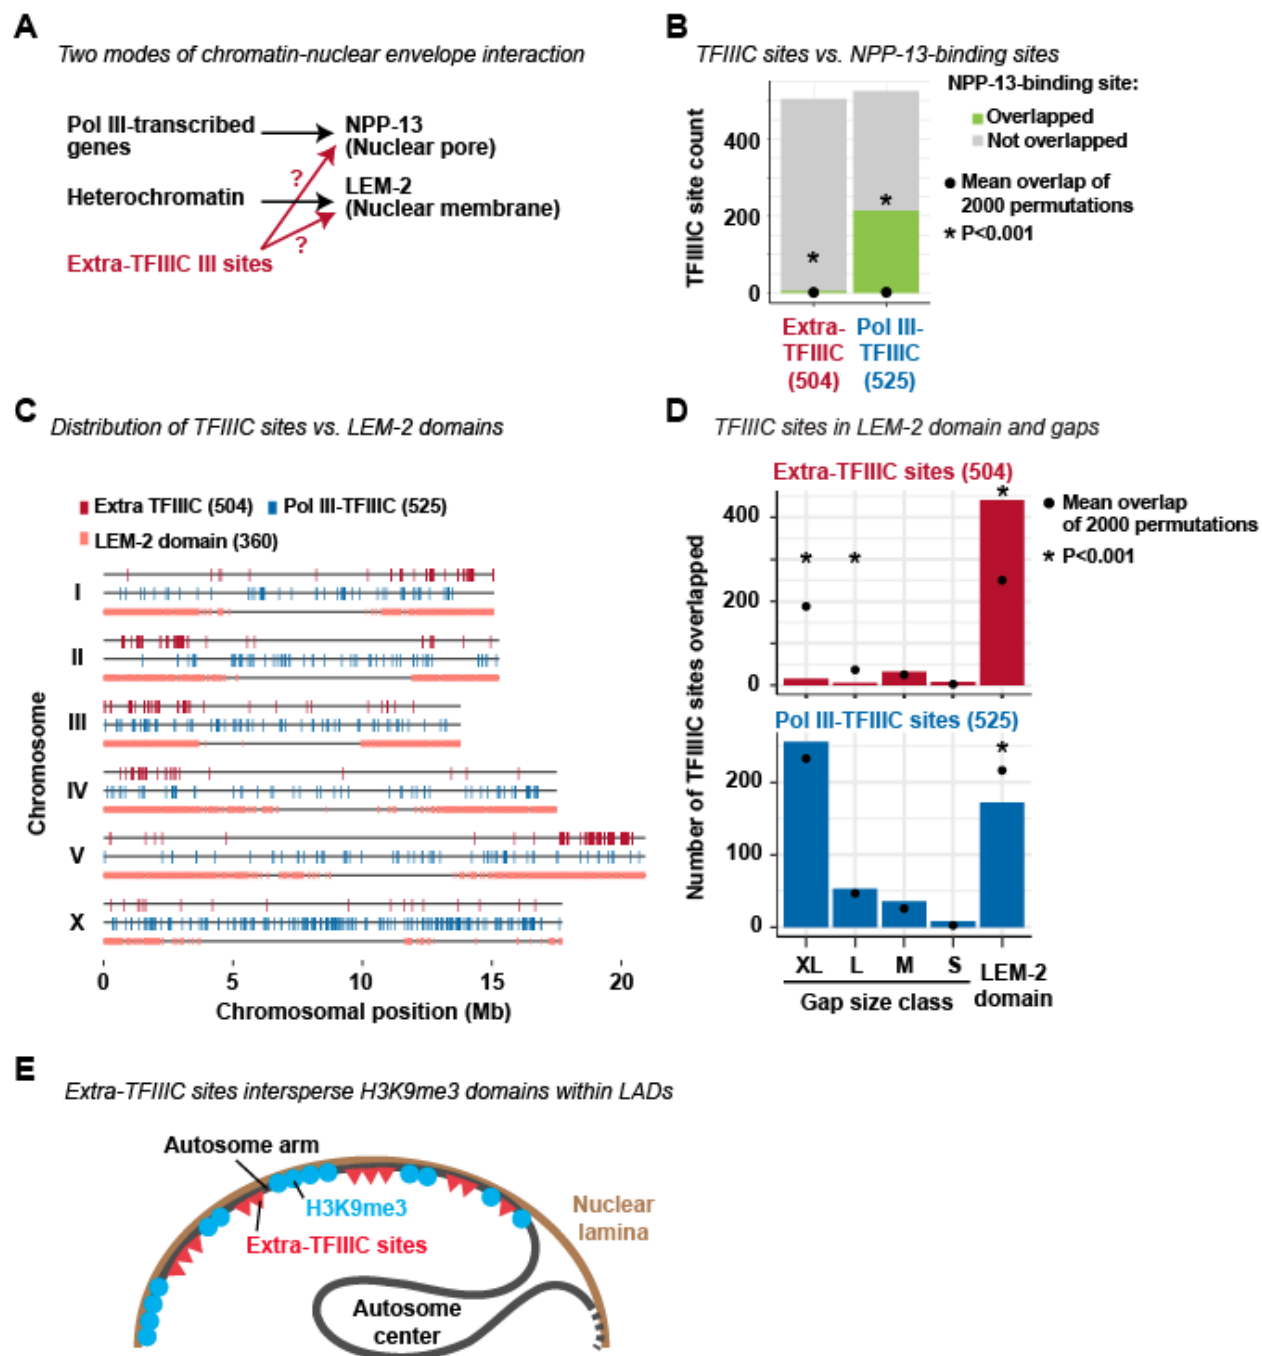 A
Two modes of chromatin-nuclear envelope interaction
Pol III-transcribed
genes
NPP-13
(Nuclear pore)
?
Heterochromatin
LEM-2
(Nuclear membrane)
?
Extra-TFIIIC III sites
B
TFIIIC sites vs. NPP-13-binding sites
TFIIIC site count
400
200
0
NPP-13-binding site:
Overlapped
Not overlapped
Mean overlap of
2000 permutations
* P<0.001
*
*
Extra-
TFIIIC
(504)
Pol III-
TFIIIC
(525)
C
Distribution of TFIIIC sites vs. LEM-2 domains
Extra TFIIIC (504)
Pol III-TFIIIC (525)
LEM-2 domain (360)
Chromosome
I
II
III
IV
V
X
0 5 10 15 20
Chromosomal position (Mb)
D
TFIIIC sites in LEM-2 domain and gaps
Extra-TFIIIC sites (504)
Number of TFIIIC sites overlapped
400
200
0
* * *
Mean overlap
of 2000 permutations
* P<0.001
Pol III-TFIIIC sites (525)
200
100
0
*
XL L M S
LEM-2
domain
Gap size class
E
Extra-TFIIIC sites intersperse H3K9me3 domains within LADs
Autosome arm
H3K9me3
Extra-TFIIIC sites
Nuclear
lamina
Autosome
center